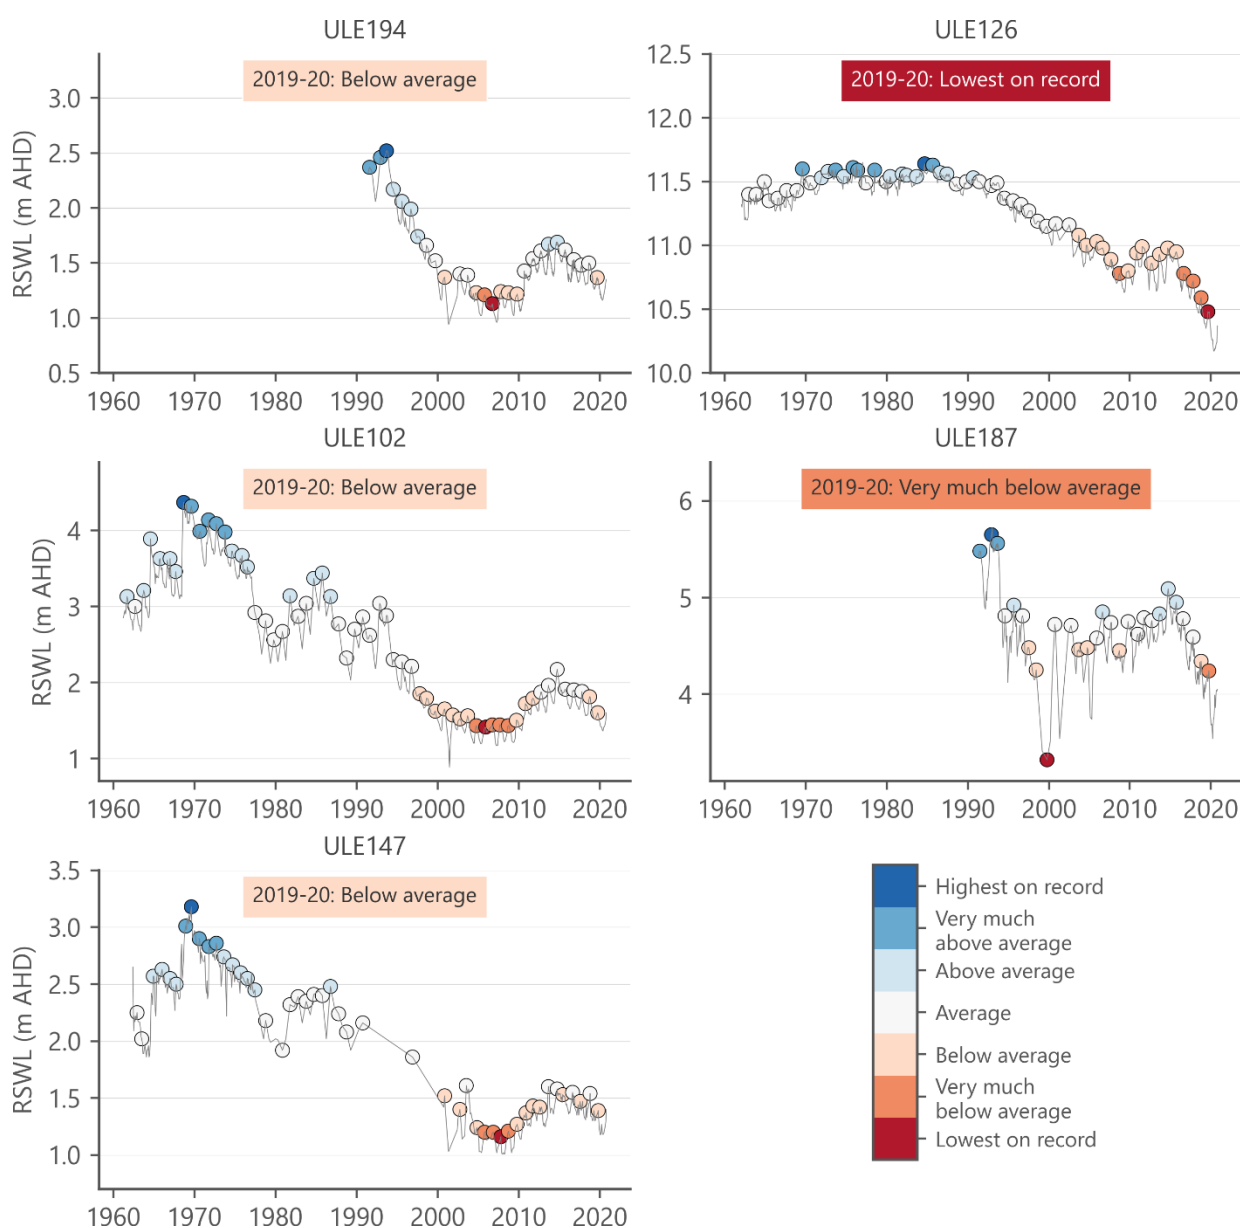 ULE194
2019-20: Below average
RSWL (m AHD)
3.0
2.5
2.0
1.5
1.0
0.5
1960 1970 1980 1990 2000 2010 2020
ULE126
2019-20: Lowest on record
12.5
12.0
11.5
11.0
10.5
10.0
1960 1970 1980 1990 2000 2010 2020
ULE102
2019-20: Below average
RSWL (m AHD)
4
3
2
1
1960 1970 1980 1990 2000 2010 2020
ULE187
2019-20: Very much below average
6
5
4
1960 1970 1980 1990 2000 2010 2020
ULE147
2019-20: Below average
RSWL (m AHD)
3.5
3.0
2.5
2.0
1.5
1.0
1960 1970 1980 1990 2000 2010 2020
Highest on record
Very much
above average
Above average
Average
Below average
Very much
below average
Lowest on record